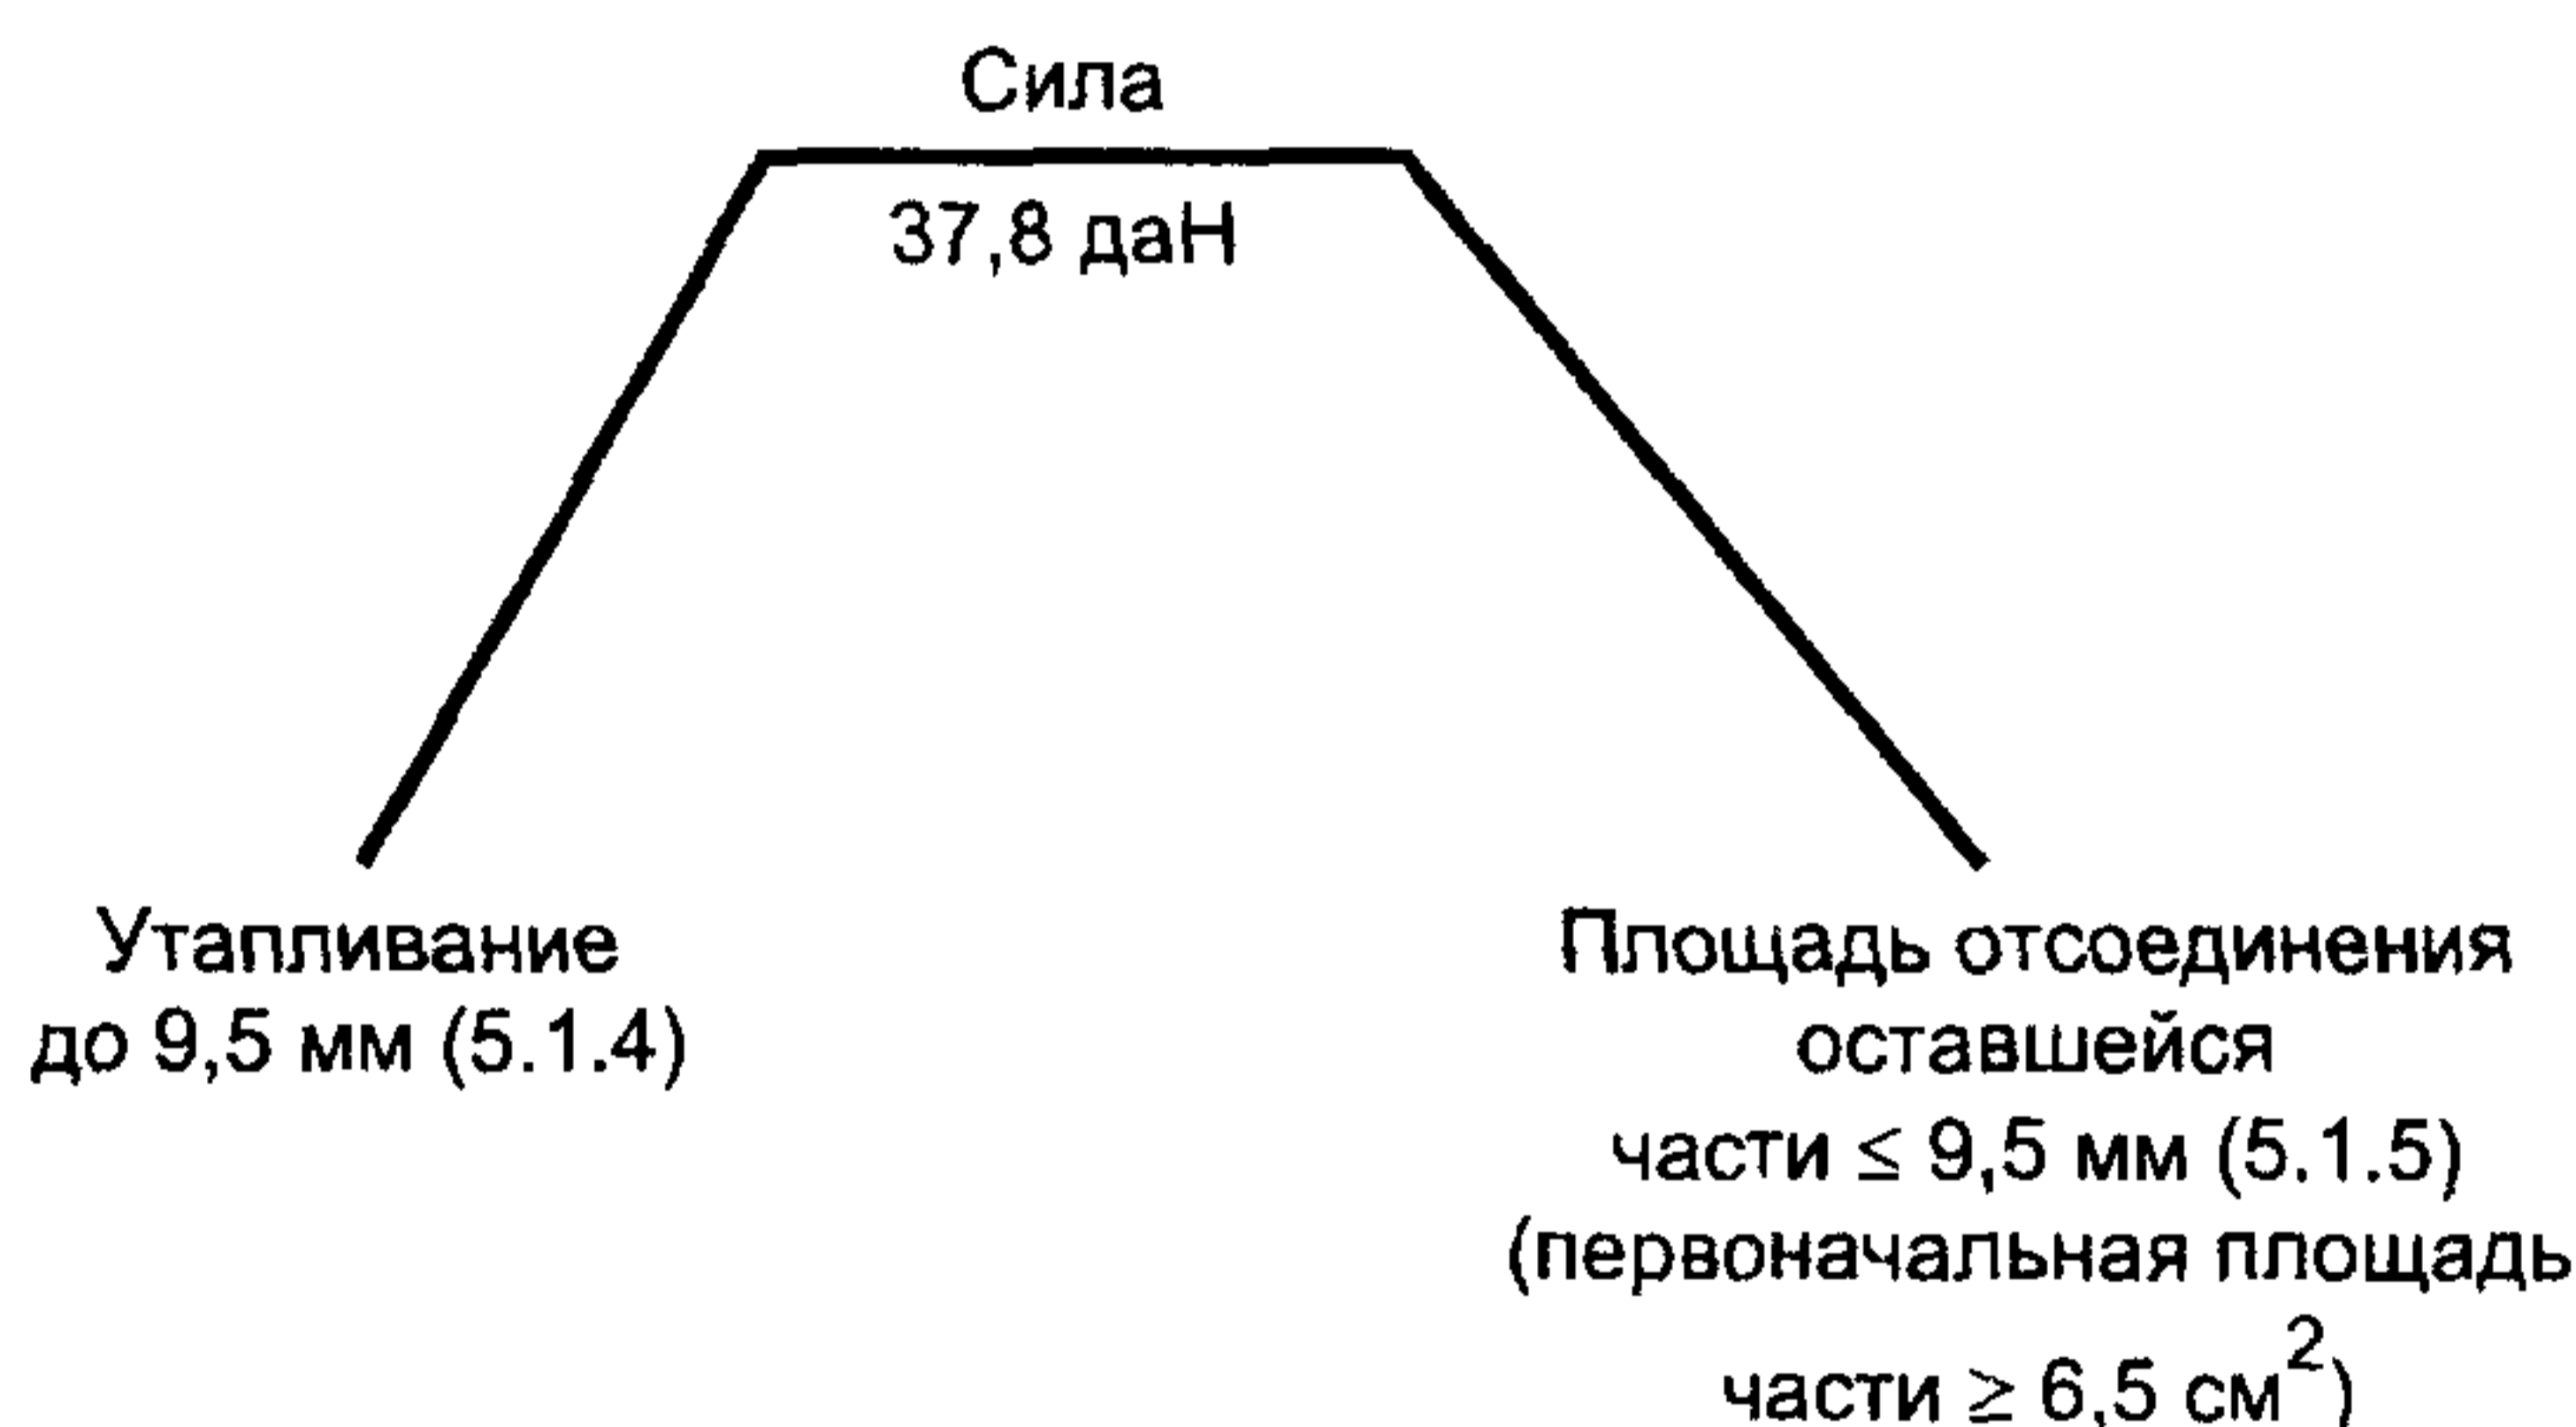 Сила
37,8 даН
Утапливание
до 9,5 мм (5.1.4)
Площадь отсоединения
оставшейся
части ≤ 9,5 мм (5.1.5)
(первоначальная площадь
части ≥ 6,5 см²)